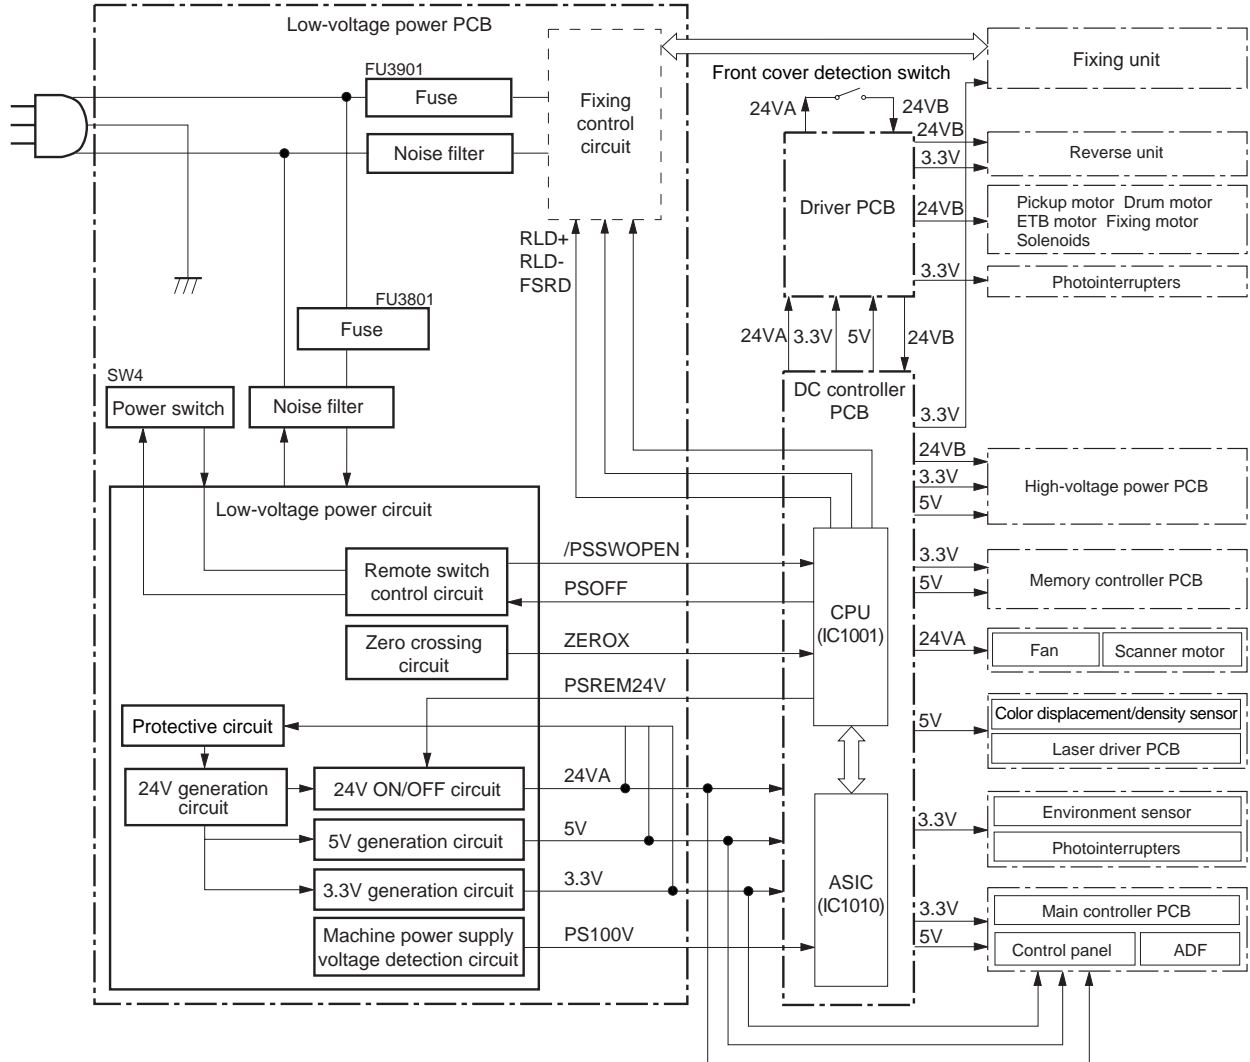 Low-voltage power PCB
FU3901
Fuse
Noise filter
Fixing
control
circuit
Front cover detection switch
24VA
24VB
Fixing unit
Driver PCB
24VB
3.3V
Reverse unit
24VB
Pickup motor Drum motor
ETB motor Fixing motor
Solenoids
3.3V
Photointerrupters
RLD+
RLD-
FSRD
FU3801
Fuse
24VA
3.3V
5V
24VB
SW4
Power switch
Noise filter
DC controller
PCB
3.3V
24VB
3.3V
5V
High-voltage power PCB
Low-voltage power circuit
Remote switch
control circuit
/PSSWOPEN
PSOFF
CPU
(IC1001)
3.3V
5V
Memory controller PCB
Zero crossing
circuit
ZEROX
24VA
Fan
Scanner motor
PSREM24V
Protective circuit
5V
Color displacement/density sensor
Laser driver PCB
24V generation
circuit
24V ON/OFF circuit
24VA
5V generation circuit
5V
3.3V
Environment sensor
Photointerrupters
3.3V generation circuit
3.3V
ASIC
(IC1010)
Machine power supply
voltage detection circuit
PS100V
3.3V
5V
Main controller PCB
Control panel
ADF